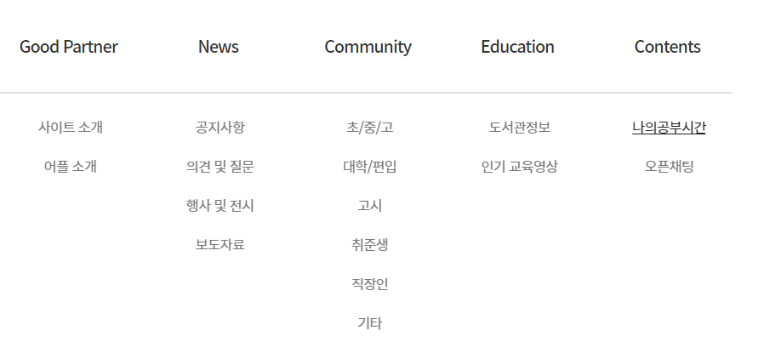 Good Partner News Community Education Contents
사이트 소개 공지사항 초/중/고 도서관정보 나의공부시간
어플 소개 의견 및 질문 대학/편입 인기 교육영상 오픈채팅
행사 및 전시 고시
보도자료 취준생
직장인
기타